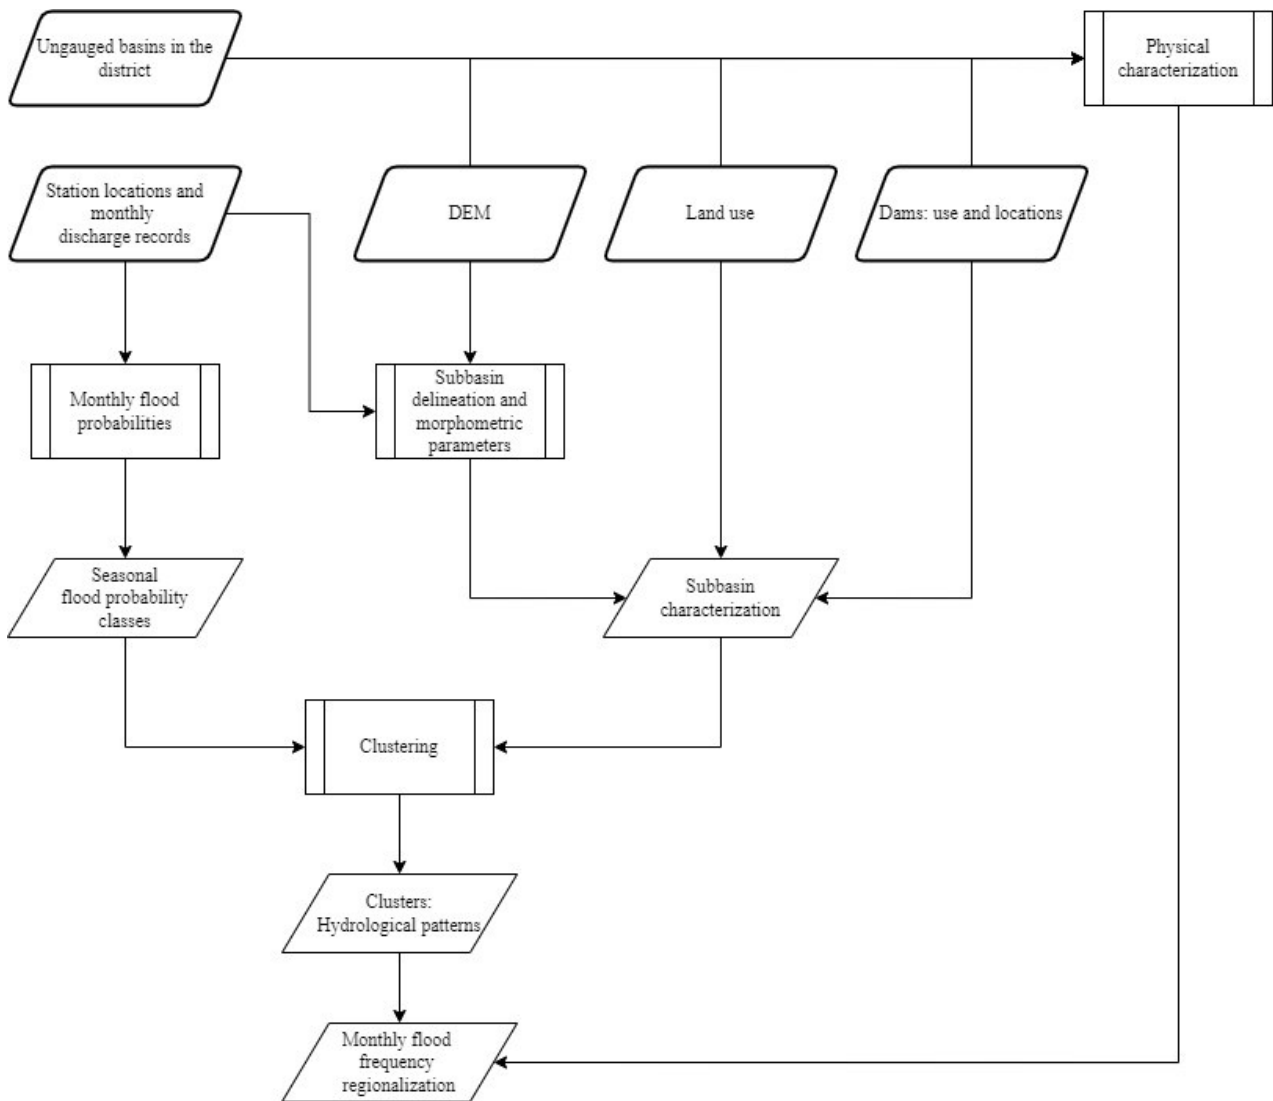 Ungauged basins in the
district
Physical
characterization
Station locations and
monthly
discharge records
DEM
Land use
Dams: use and locations
Monthly flood
probabilities
Subbasin
delineation and
morphometric
parameters
Seasonal
flood probability
classes
Subbasin
characterization
Clustering
Clusters:
Hydrological patterns
Monthly flood
frequency
regionalization